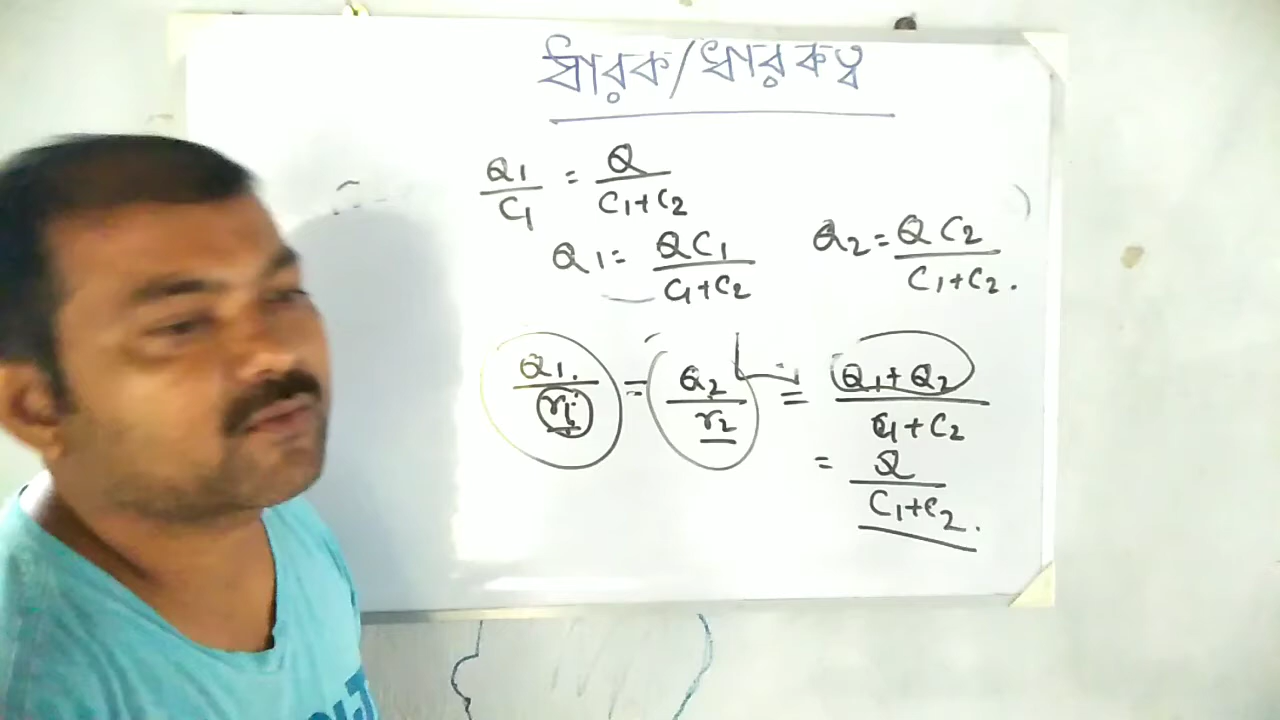 ধারক/ধারকত্ব
Q1/C1 = Q/C1+C2
Q1 = QC1/C1+C2
Q2 = QC2/C1+C2.
Q1./r1 = Q2/r2 = Q1+Q2/C1+C2
= Q/C1+C2.